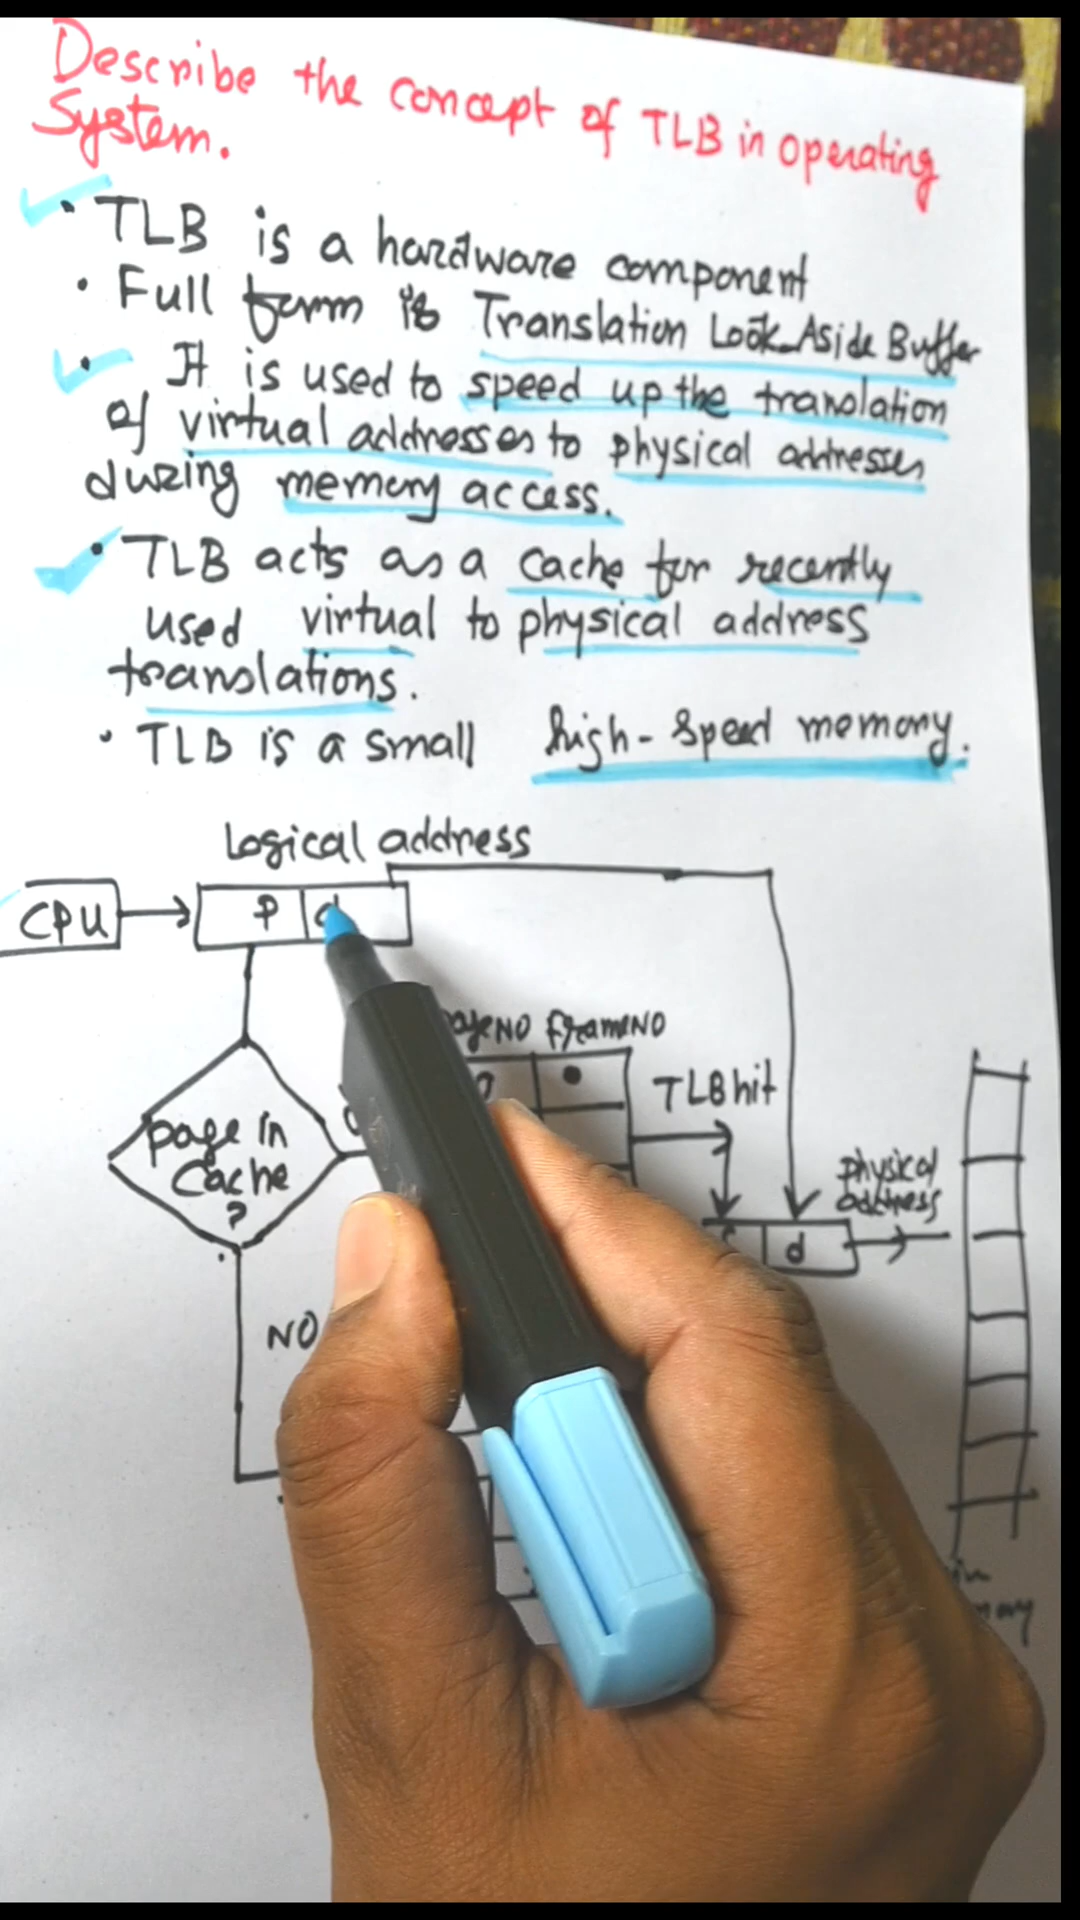 Describe the concept of TLB in operating
System.
• TLB is a hardware component
• Full form is Translation Look-Aside Buffer
• It is used to speed up the translation
of virtual addresses to physical addresses
during memory access.
• TLB acts as a cache for recently
used virtual to physical address
translations.
• TLB is a small high-speed memory.
Logical address
CPU
P d
NO FrameNO
TLB hit
page in
Cache
?
physical
address
d
NO